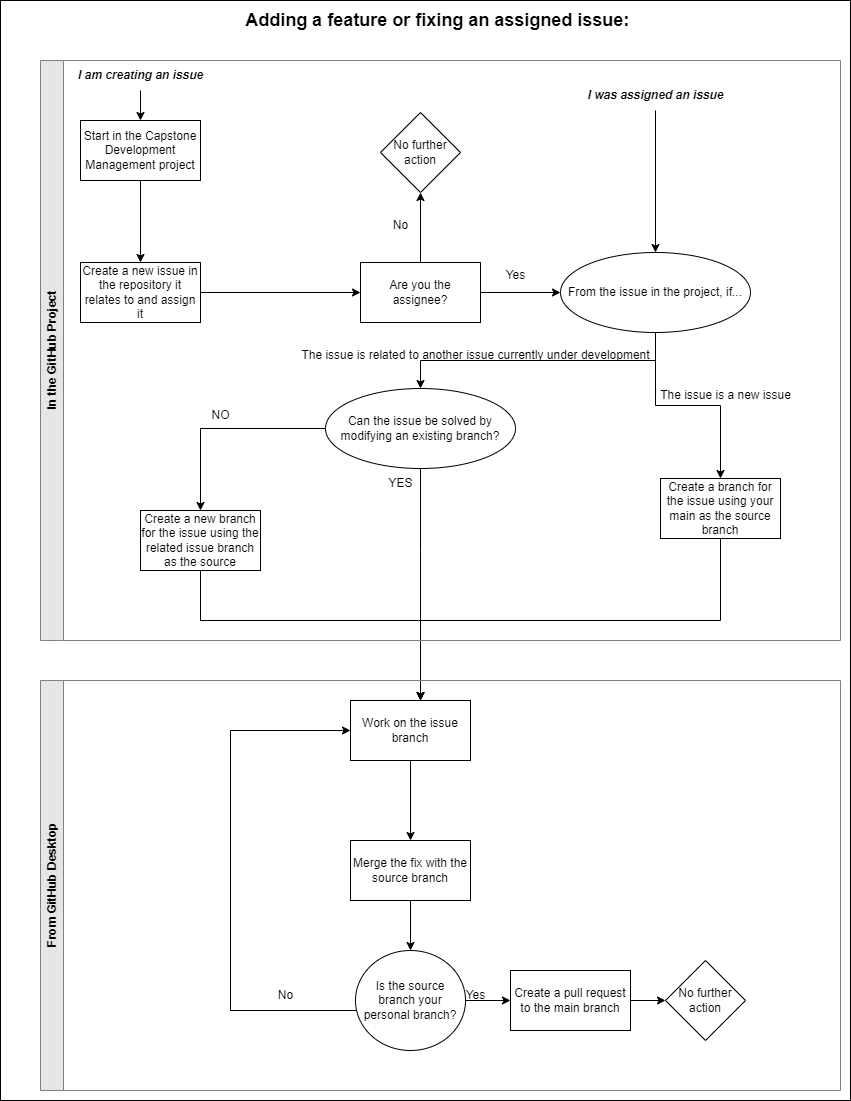 Adding a feature or fixing an assigned issue:
In the GitHub Project
I am creating an issue
I was assigned an issue
Start in the Capstone
Development
Management project
No further
action
No
Create a new issue in
the repository it
relates to and assign
it
Are you the
assignee?
Yes
From the issue in the project, if...
The issue is related to another issue currently under development
The issue is a new issue
Can the issue be solved by
modifying an existing branch?
NO
YES
Create a new branch
for the issue using the
related issue branch
as the source
Create a branch for
the issue using your
main as the source
branch
From GitHub Desktop
Work on the issue
branch
Merge the fix with the
source branch
Is the source
branch your
personal branch?
No
Yes
Create a pull request
to the main branch
No further
action